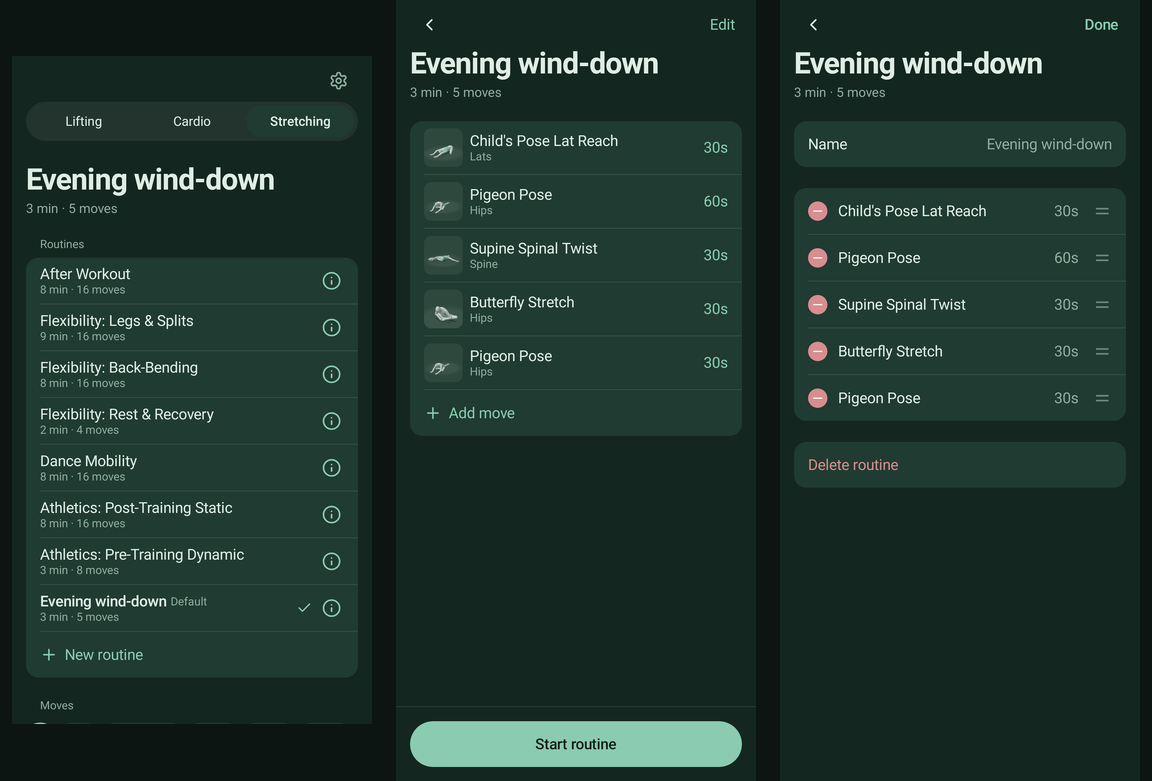 Lifting
Cardio
Stretching
Evening wind-down
3 min · 5 moves
Routines
After Workout
8 min · 16 moves
Flexibility: Legs & Splits
9 min · 16 moves
Flexibility: Back-Bending
8 min · 16 moves
Flexibility: Rest & Recovery
2 min · 4 moves
Dance Mobility
8 min · 16 moves
Athletics: Post-Training Static
8 min · 16 moves
Athletics: Pre-Training Dynamic
3 min · 8 moves
Evening wind-down Default
3 min · 5 moves
New routine
Moves
Edit
Evening wind-down
3 min · 5 moves
Child's Pose Lat Reach
Lats
30s
Pigeon Pose
Hips
60s
Supine Spinal Twist
Spine
30s
Butterfly Stretch
Hips
30s
Pigeon Pose
Hips
30s
Add move
Start routine
Done
Evening wind-down
3 min · 5 moves
Name Evening wind-down
Child's Pose Lat Reach 30s
Pigeon Pose 60s
Supine Spinal Twist 30s
Butterfly Stretch 30s
Pigeon Pose 30s
Delete routine